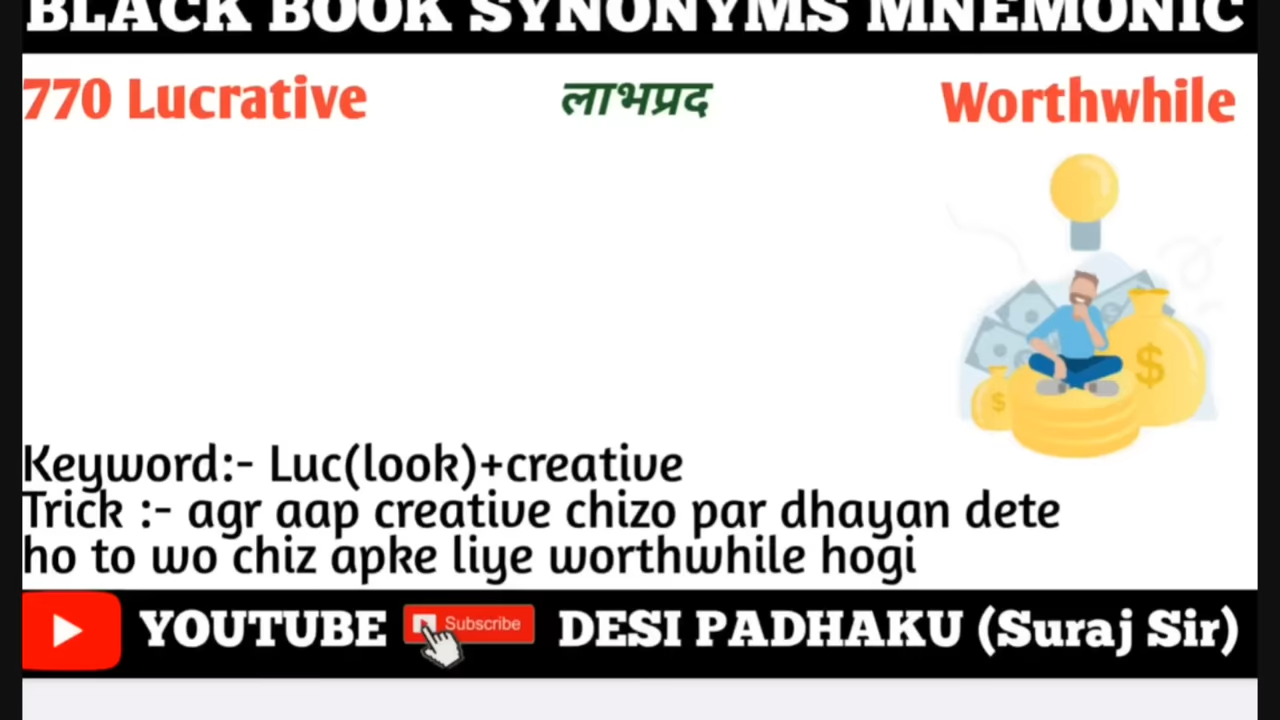 BLACK BOOK SYNONYMS MNEMONIC
770 Lucrative लाभप्रद Worthwhile
$ $
Keyword:- Luc(look)+creative
Trick :- agr aap creative chizo par dhayan dete
ho to wo chiz apke liye worthwhile hogi
YOUTUBE Subscribe DESI PADHAKU (Suraj Sir)